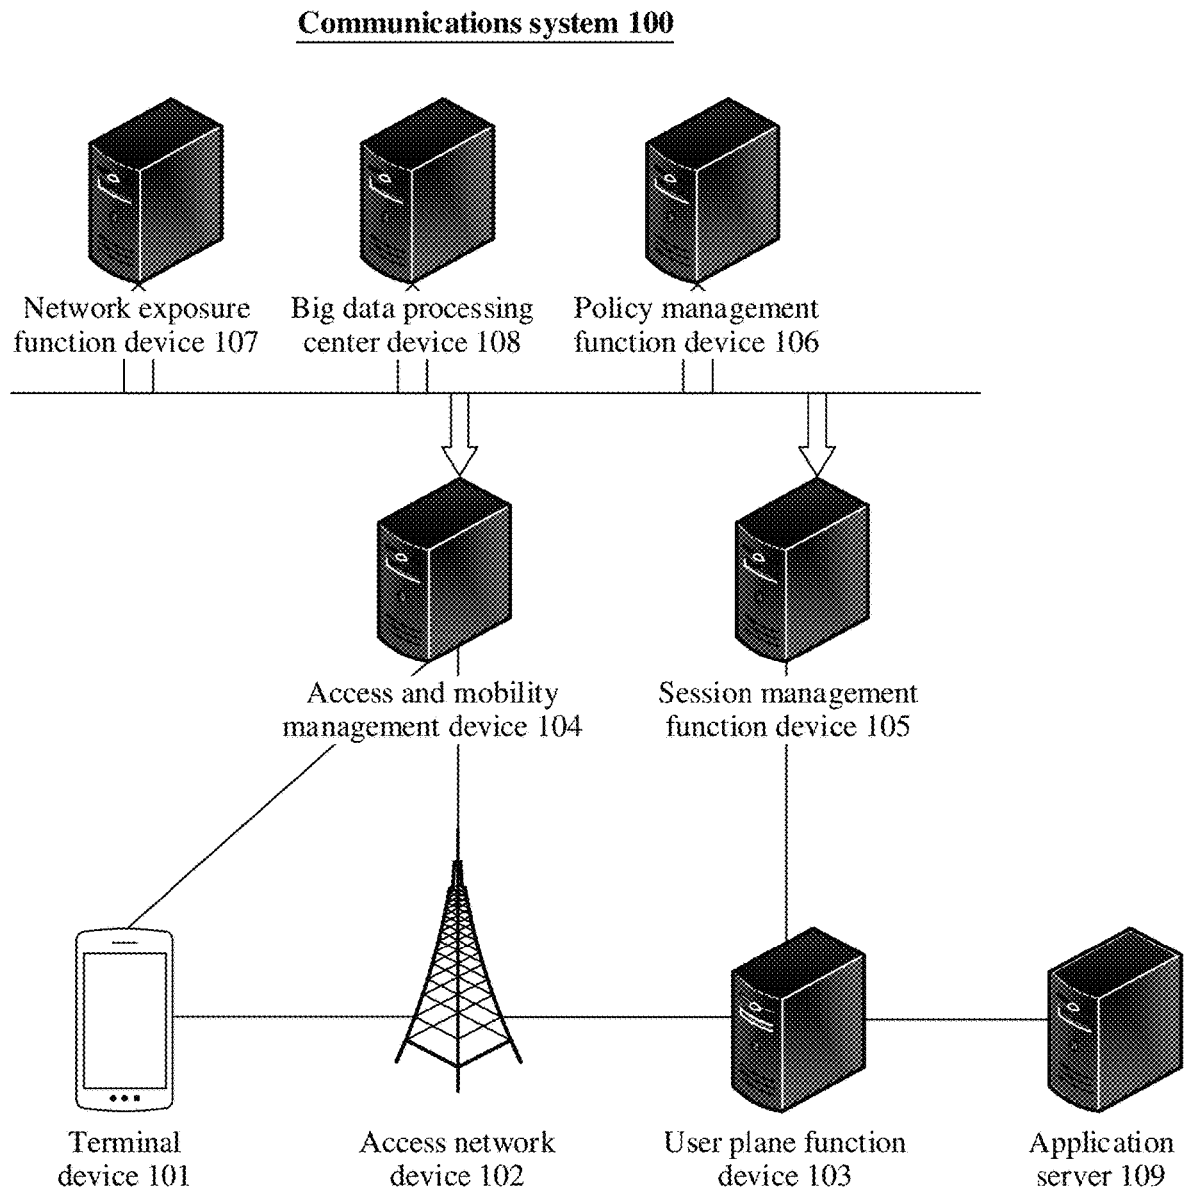 Communications system 100
Network exposure
function device 107
Big data processing
center device 108
Policy management
function device 106
Access and mobility
management device 104
Session management
function device 105
Terminal
device 101
Access network
device 102
User plane function
device 103
Application
server 109